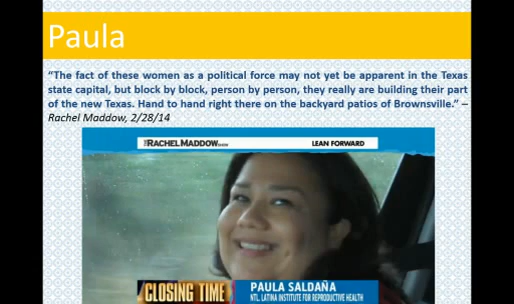 Paula
“The fact of these women as a political force may not yet be apparent in the Texas
state capital, but block by block, person by person, they really are building their part
of the new Texas. Hand to hand right there on the backyard patios of Brownsville.” –
Rachel Maddow, 2/28/14
THE RACHEL MADDOW SHOW LEAN FORWARD
CLOSING TIME
PAULA SALDAÑA
NTL. LATINA INSTITUTE FOR REPRODUCTIVE HEALTH